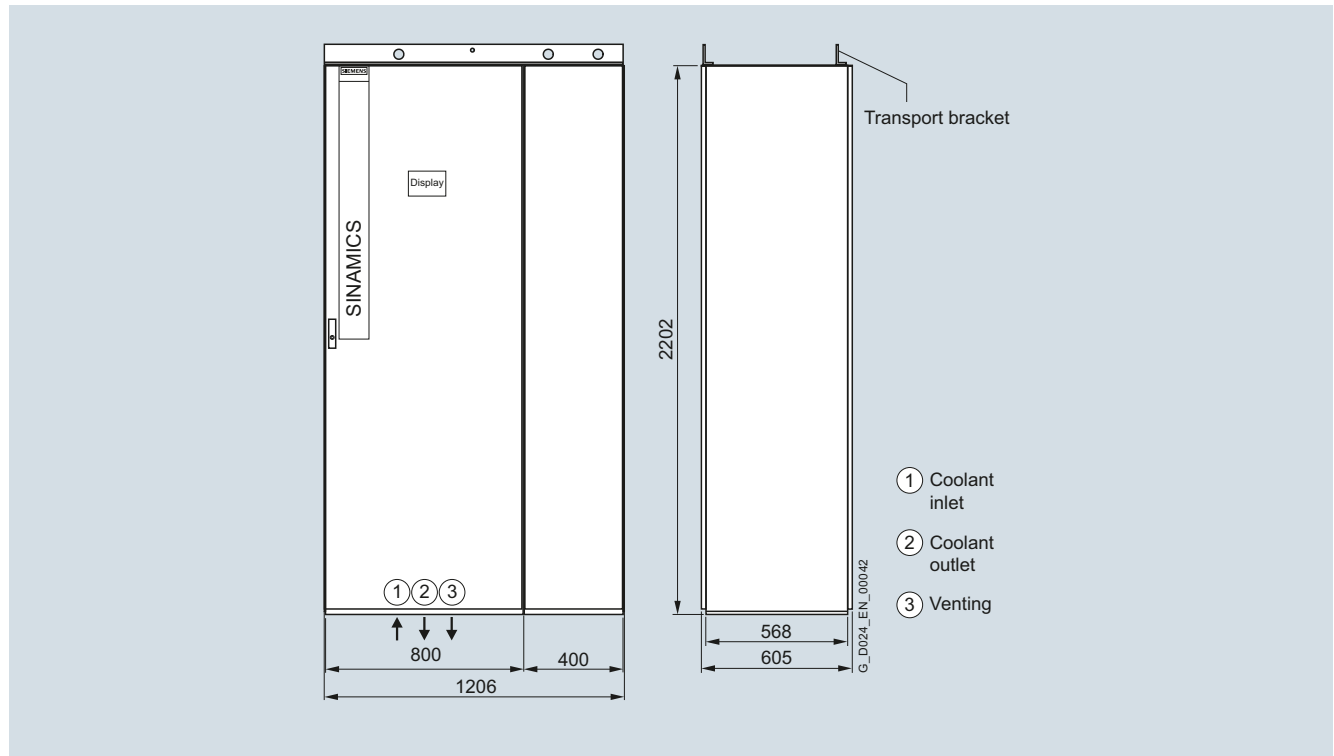 SIEMENS
SINAMICS
Display
1
2
3
800
400
1206
Transport bracket
2202
568
605
1 Coolant
inlet
2 Coolant
outlet
3 Venting
G_D024_EN_00042